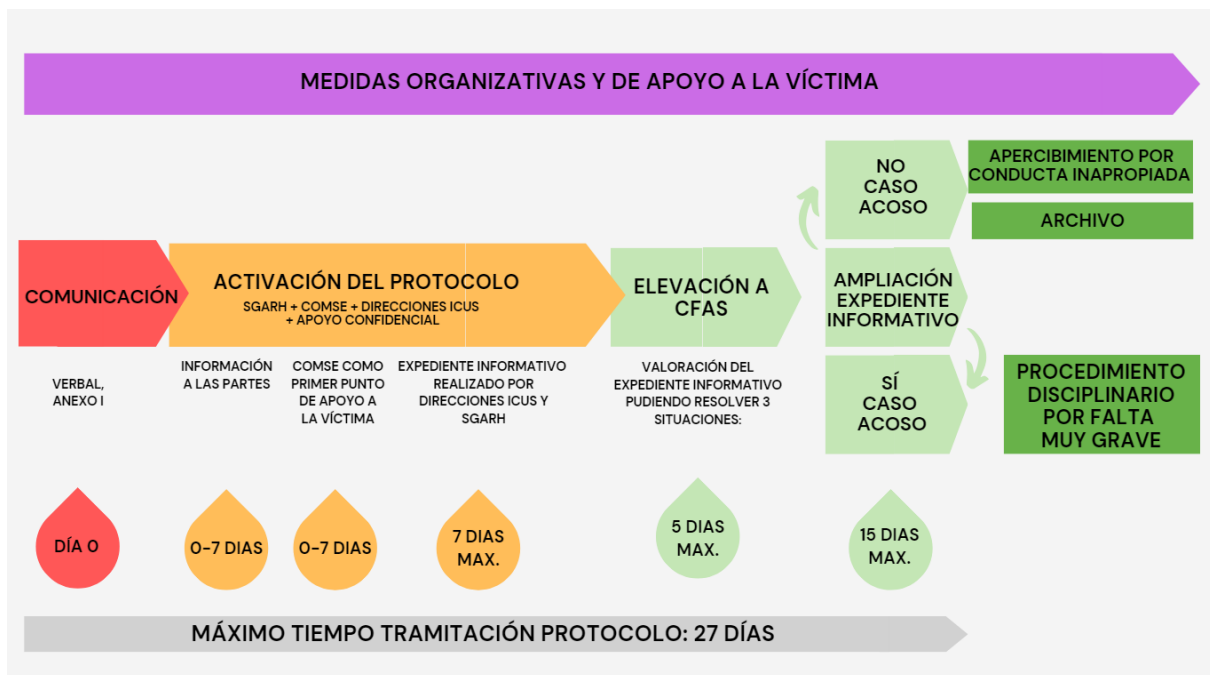 MEDIDAS ORGANIZATIVAS Y DE APOYO A LA VÍCTIMA
COMUNICACIÓN
VERBAL,
ANEXO I
ACTIVACIÓN DEL PROTOCOLO
SGARH + COMSE + DIRECCIONES ICUS
+ APOYO CONFIDENCIAL
INFORMACIÓN
A LAS PARTES
COMSE COMO
PRIMER PUNTO
DE APOYO A
LA VÍCTIMA
EXPEDIENTE INFORMATIVO
REALIZADO POR
DIRECCIONES ICUS Y
SGARH
ELEVACIÓN A
CFAS
VALORACIÓN DEL
EXPEDIENTE INFORMATIVO
PUDIENDO RESOLVER 3
SITUACIONES:
NO
CASO
ACOSO
APERCIBIMIENTO POR
CONDUCTA INAPROPIADA
ARCHIVO
AMPLIACIÓN
EXPEDIENTE
INFORMATIVO
SÍ
CASO
ACOSO
PROCEDIMIENTO
DISCIPLINARIO
POR FALTA
MUY GRAVE
DÍA 0
0-7 DIAS
0-7 DIAS
7 DIAS
MAX.
5 DIAS
MAX.
15 DIAS
MAX.
MÁXIMO TIEMPO TRAMITACIÓN PROTOCOLO: 27 DÍAS